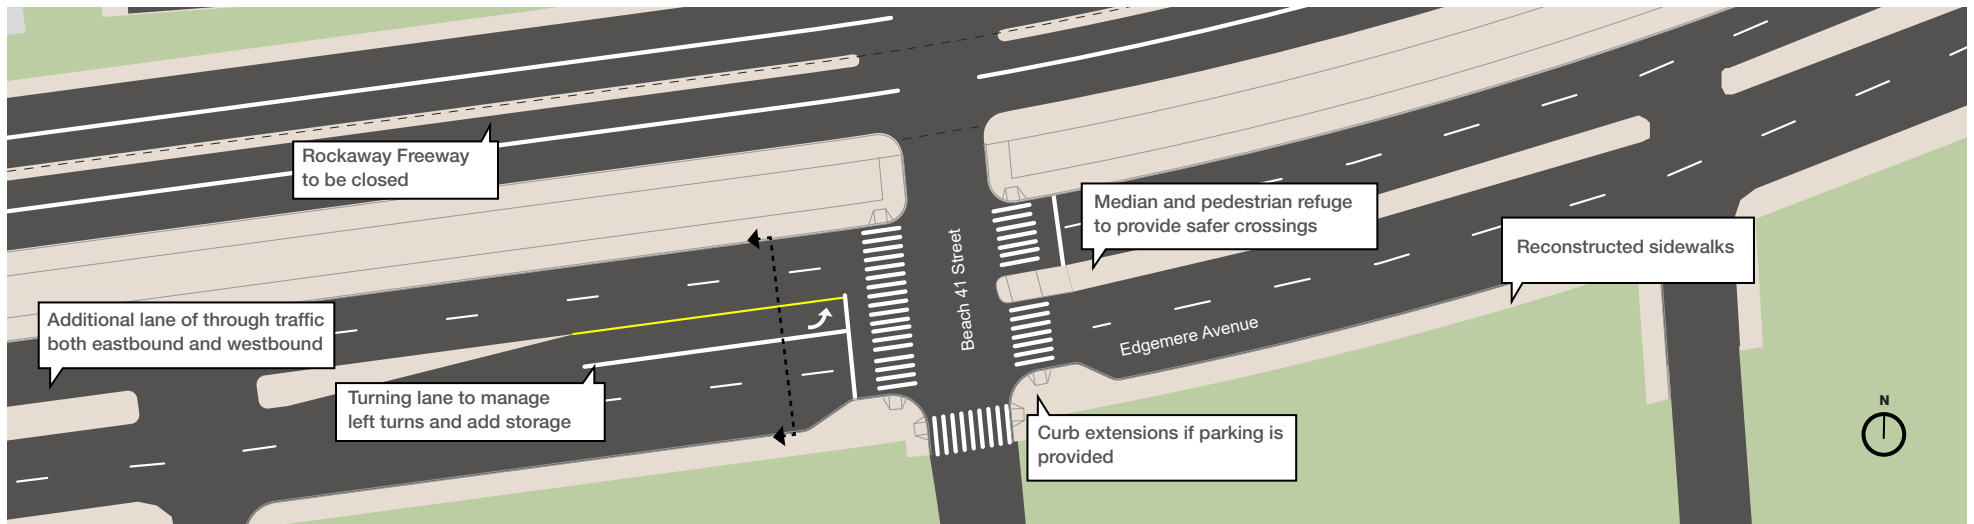 Rockaway Freeway
to be closed
Median and pedestrian refuge
to provide safer crossings
Reconstructed sidewalks
Beach 41 Street
Additional lane of through traffic
both eastbound and westbound
Edgemere Avenue
Turning lane to manage
left turns and add storage
Curb extensions if parking is
provided
N